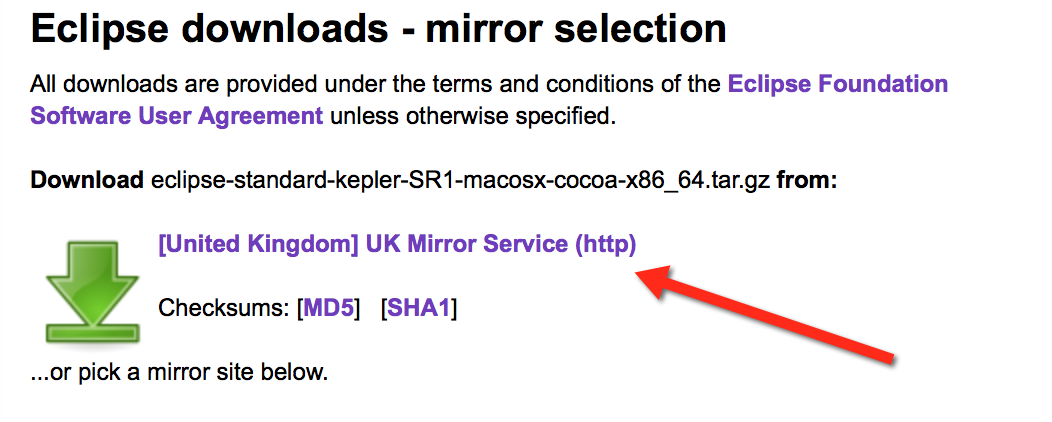 Eclipse downloads - mirror selection
All downloads are provided under the terms and conditions of the Eclipse Foundation
Software User Agreement unless otherwise specified.
Download eclipse-standard-kepler-SR1-macosx-cocoa-x86_64.tar.gz from:
[United Kingdom] UK Mirror Service (http)
Checksums: [MD5] [SHA1]
...or pick a mirror site below.